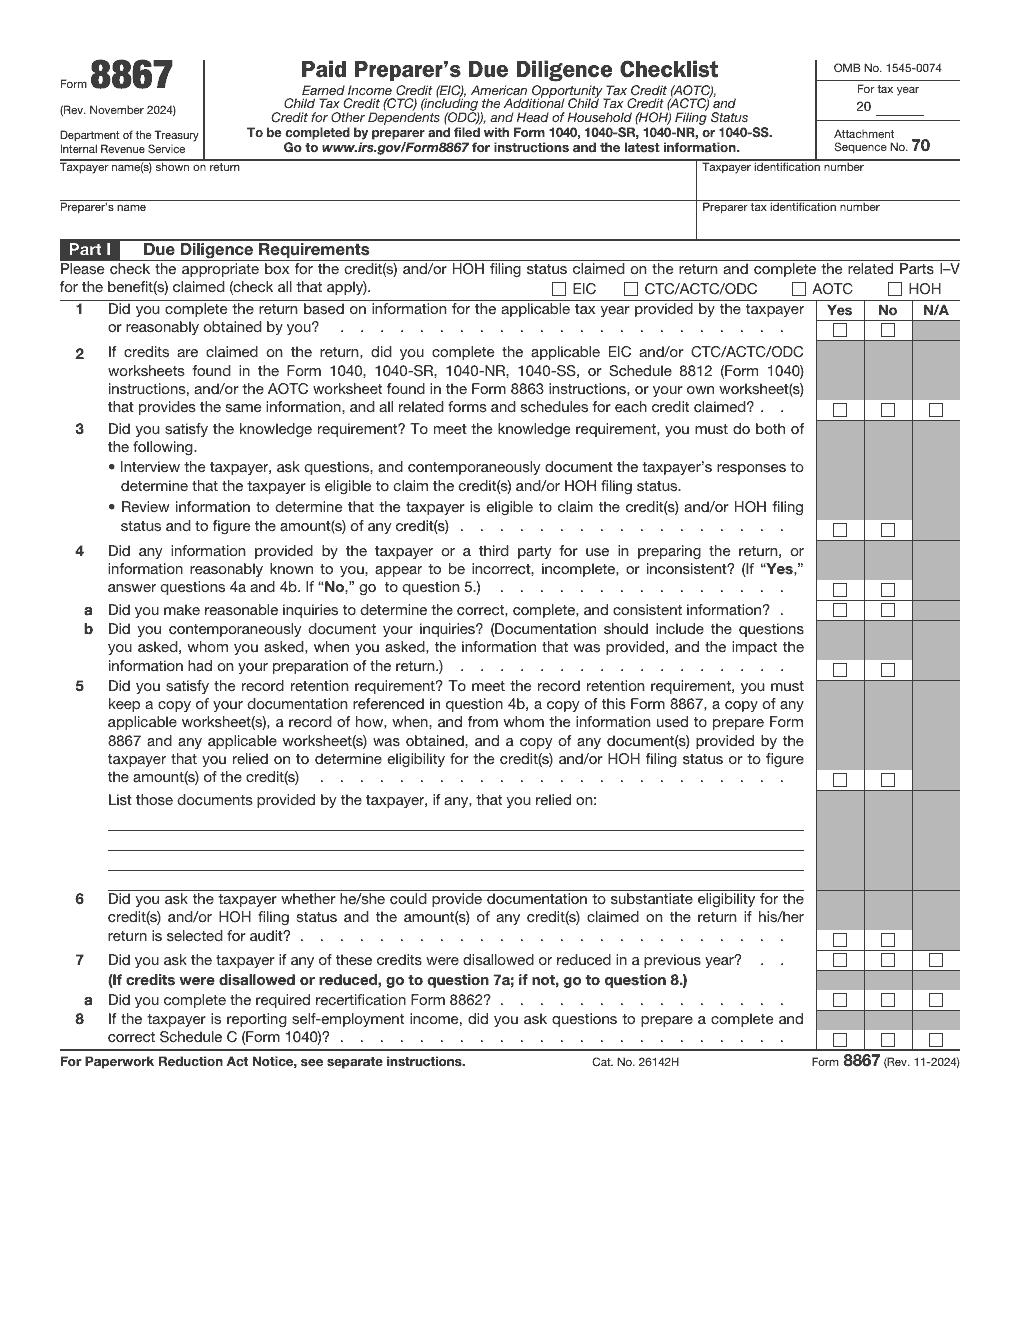 Form 8867
(Rev. November 2024)
Department of the Treasury
Internal Revenue Service
Paid Preparer's Due Diligence Checklist
Earned Income Credit (EIC), American Opportunity Tax Credit (AOTC),
Child Tax Credit (CTC) (including the Additional Child Tax Credit (ACTC) and
Credit for Other Dependents (ODC)), and Head of Household (HOH) Filing Status
To be completed by preparer and filed with Form 1040, 1040-SR, 1040-NR, or 1040-SS.
Go to www.irs.gov/Form8867 for instructions and the latest information.
OMB No. 1545-0074
For tax year
20
Attachment
Sequence No. 70
Taxpayer name(s) shown on return
Taxpayer identification number
Preparer's name
Preparer tax identification number
Part I Due Diligence Requirements
Please check the appropriate box for the credit(s) and/or HOH filing status claimed on the return and complete the related Parts I–V
for the benefit(s) claimed (check all that apply). EIC CTC/ACTC/ODC AOTC HOH
1 Did you complete the return based on information for the applicable tax year provided by the taxpayer Yes No N/A
or reasonably obtained by you? . . . . . . . . . . . . . . . . . . . . . . .
2 If credits are claimed on the return, did you complete the applicable EIC and/or CTC/ACTC/ODC
worksheets found in the Form 1040, 1040-SR, 1040-NR, 1040-SS, or Schedule 8812 (Form 1040)
instructions, and/or the AOTC worksheet found in the Form 8863 instructions, or your own worksheet(s)
that provides the same information, and all related forms and schedules for each credit claimed? . .
3 Did you satisfy the knowledge requirement? To meet the knowledge requirement, you must do both of
the following.
• Interview the taxpayer, ask questions, and contemporaneously document the taxpayer's responses to
determine that the taxpayer is eligible to claim the credit(s) and/or HOH filing status.
• Review information to determine that the taxpayer is eligible to claim the credit(s) and/or HOH filing
status and to figure the amount(s) of any credit(s) . . . . . . . . . . . . . . . . .
4 Did any information provided by the taxpayer or a third party for use in preparing the return, or
information reasonably known to you, appear to be incorrect, incomplete, or inconsistent? (If "Yes,"
answer questions 4a and 4b. If "No," go to question 5.) . . . . . . . . . . . . . . .
a Did you make reasonable inquiries to determine the correct, complete, and consistent information? .
b Did you contemporaneously document your inquiries? (Documentation should include the questions
you asked, whom you asked, when you asked, the information that was provided, and the impact the
information had on your preparation of the return.) . . . . . . . . . . . . . . . . .
5 Did you satisfy the record retention requirement? To meet the record retention requirement, you must
keep a copy of your documentation referenced in question 4b, a copy of this Form 8867, a copy of any
applicable worksheet(s), a record of how, when, and from whom the information used to prepare Form
8867 and any applicable worksheet(s) was obtained, and a copy of any document(s) provided by the
taxpayer that you relied on to determine eligibility for the credit(s) and/or HOH filing status or to figure
the amount(s) of the credit(s) . . . . . . . . . . . . . . . . . . . . . . . .
List those documents provided by the taxpayer, if any, that you relied on:
6 Did you ask the taxpayer whether he/she could provide documentation to substantiate eligibility for the
credit(s) and/or HOH filing status and the amount(s) of any credit(s) claimed on the return if his/her
return is selected for audit? . . . . . . . . . . . . . . . . . . . . . . . . .
7 Did you ask the taxpayer if any of these credits were disallowed or reduced in a previous year? . .
(If credits were disallowed or reduced, go to question 7a; if not, go to question 8.)
a Did you complete the required recertification Form 8862? . . . . . . . . . . . . . . .
8 If the taxpayer is reporting self-employment income, did you ask questions to prepare a complete and
correct Schedule C (Form 1040)? . . . . . . . . . . . . . . . . . . . . . . .
For Paperwork Reduction Act Notice, see separate instructions. Cat. No. 26142H Form 8867 (Rev. 11-2024)